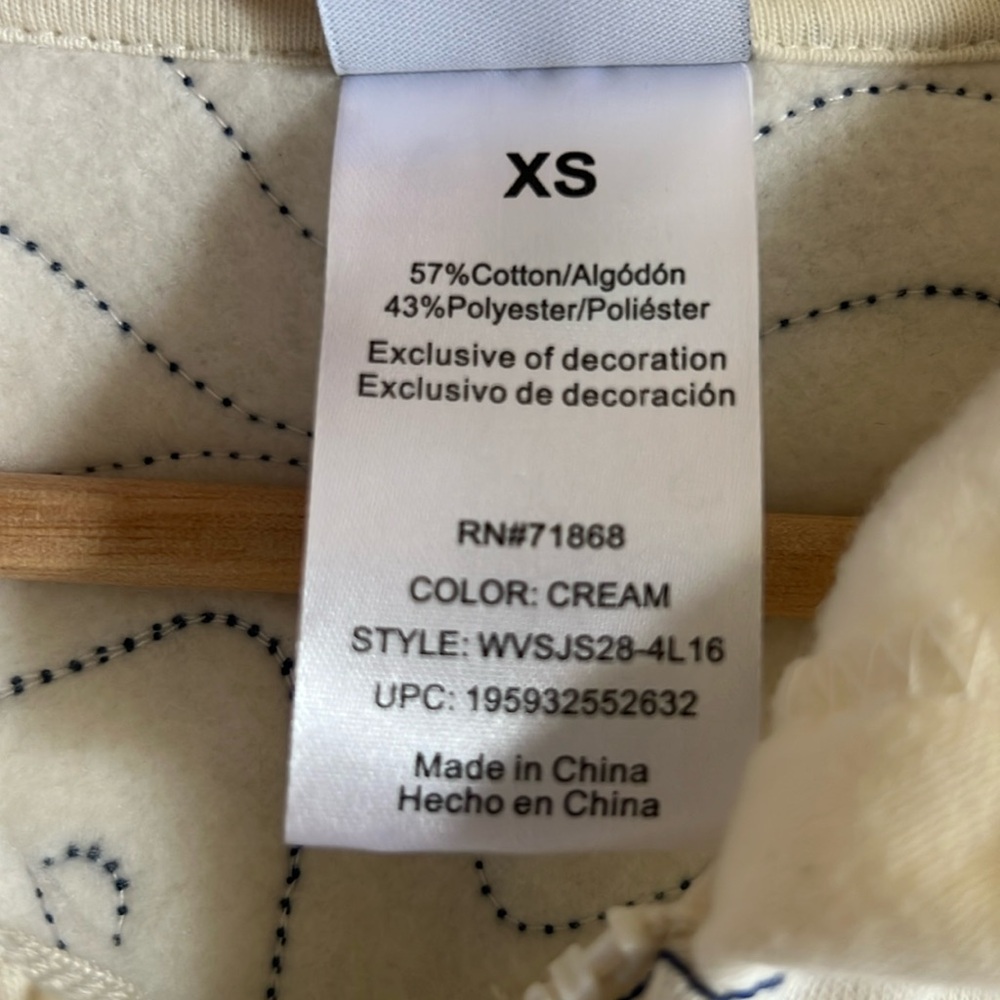 XS
57%Cotton/Algódón
43%Polyester/Poliéster
Exclusive of decoration
Exclusivo de decoración
RN#71868
COLOR: CREAM
STYLE: WVSJS28-4L16
UPC: 195932552632
Made in China
Hecho en China